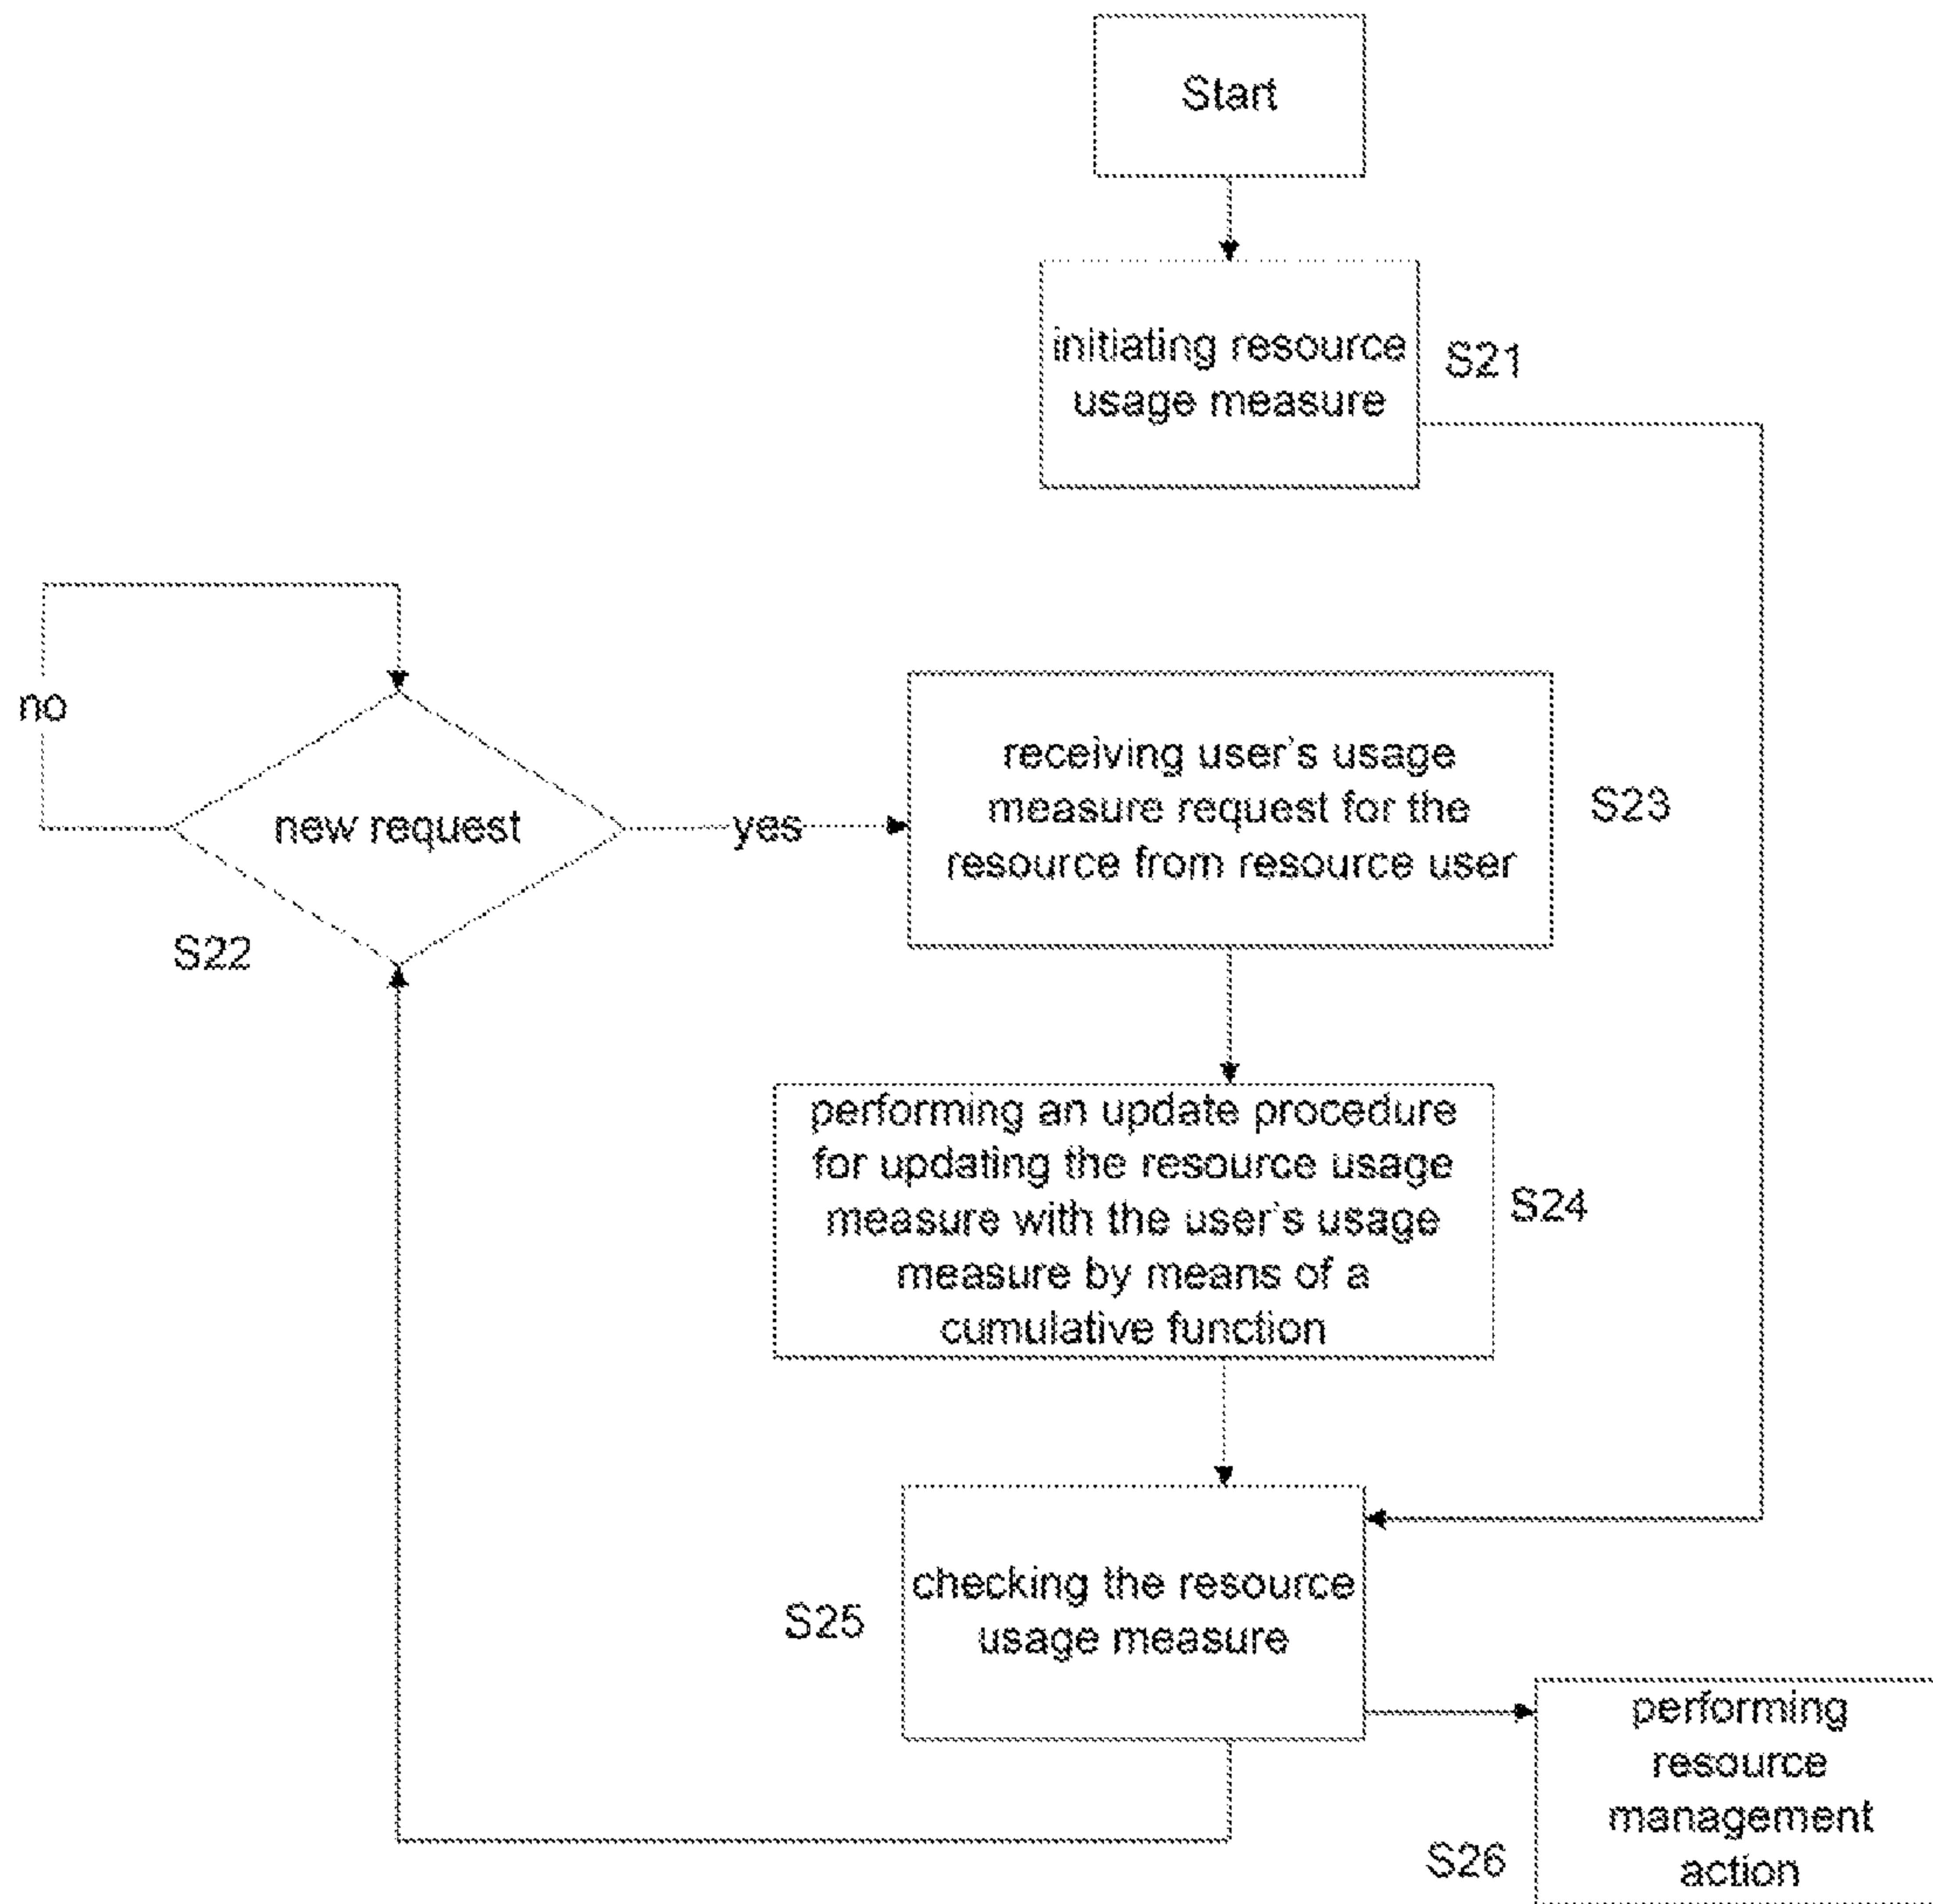 Start
initiating resource
usage measure
S21
no
new request
yes
S22
receiving user's usage
measure request for the
resource from resource user
S23
performing an update procedure
for updating the resource usage
measure with the user's usage
measure by means of a
cumulative function
S24
checking the resource
usage measure
S25
performing
resource
management
action
S26